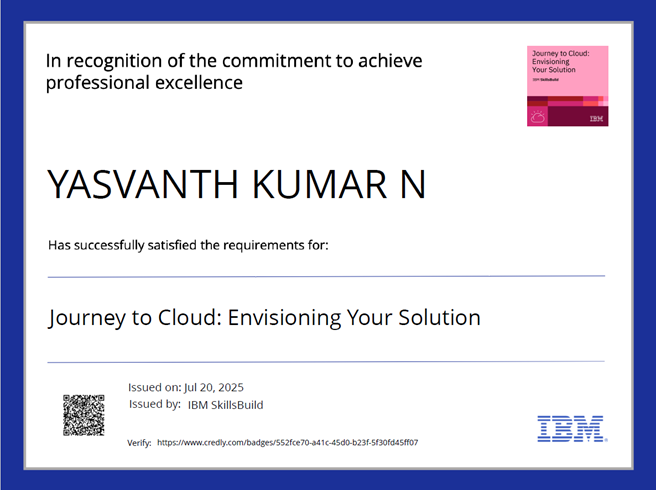 In recognition of the commitment to achieve
professional excellence
Journey to Cloud:
Envisioning
Your Solution
IBM SkillsBuild
IBM
YASVANTH KUMAR N
Has successfully satisfied the requirements for:
Journey to Cloud: Envisioning Your Solution
Issued on: Jul 20, 2025
Issued by: IBM SkillsBuild
Verify: https://www.credly.com/badges/552fce70-a41c-45d0-b23f-5f30fd45ff07
IBM®